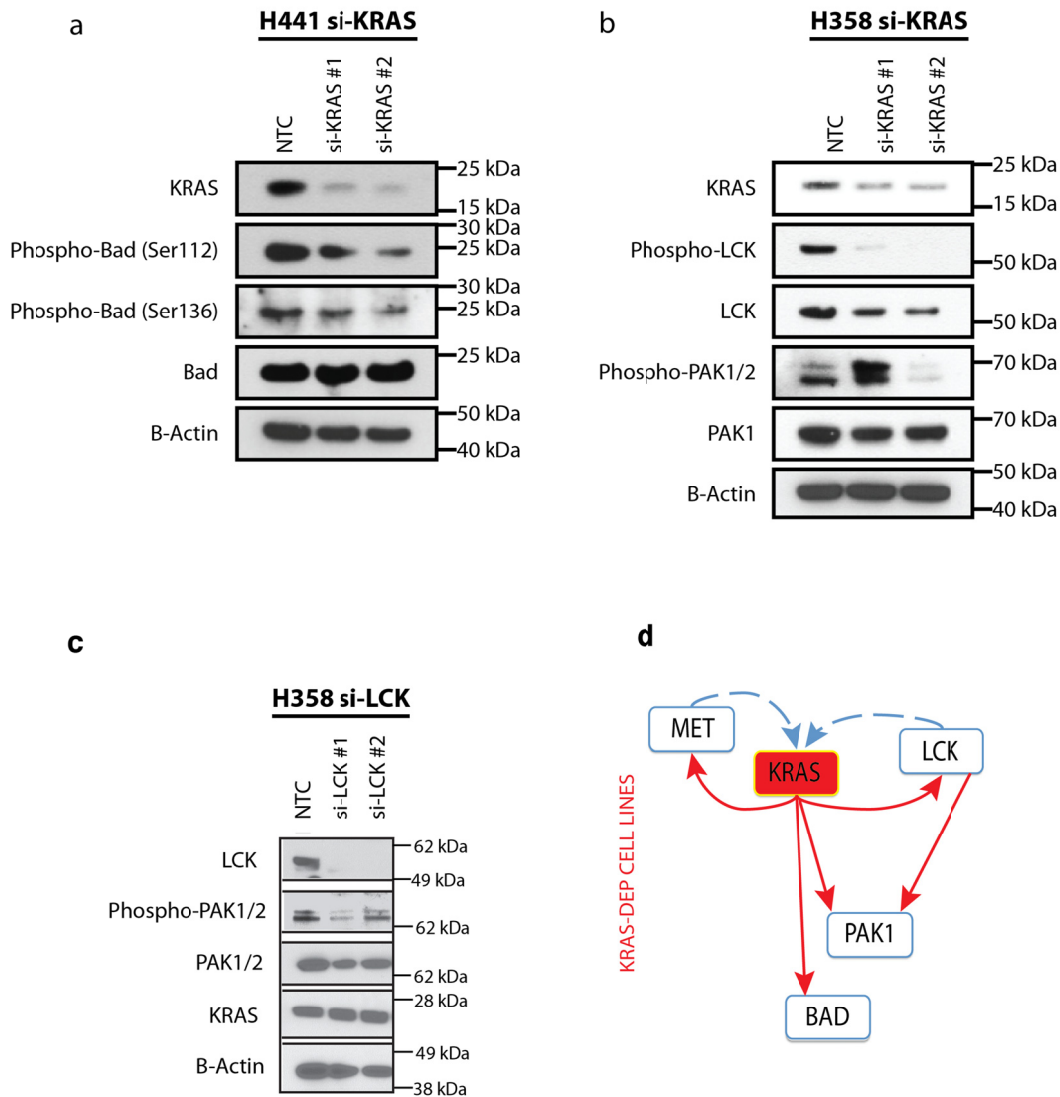 a
H441 si-KRAS
NTC
si-KRAS #1
si-KRAS #2
KRAS
25 kDa
15 kDa
Phospho-Bad (Ser112)
30 kDa
25 kDa
Phospho-Bad (Ser136)
30 kDa
25 kDa
Bad
25 kDa
B-Actin
50 kDa
40 kDa
b
H358 si-KRAS
NTC
si-KRAS #1
si-KRAS #2
KRAS
25 kDa
15 kDa
Phospho-LCK
50 kDa
LCK
50 kDa
Phospho-PAK1/2
70 kDa
PAK1
70 kDa
B-Actin
50 kDa
40 kDa
c
H358 si-LCK
NTC
si-LCK #1
si-LCK #2
LCK
62 kDa
49 kDa
Phospho-PAK1/2
62 kDa
PAK1/2
62 kDa
KRAS
28 kDa
B-Actin
49 kDa
38 kDa
d
KRAS-DEP CELL LINES
MET
KRAS
LCK
PAK1
BAD